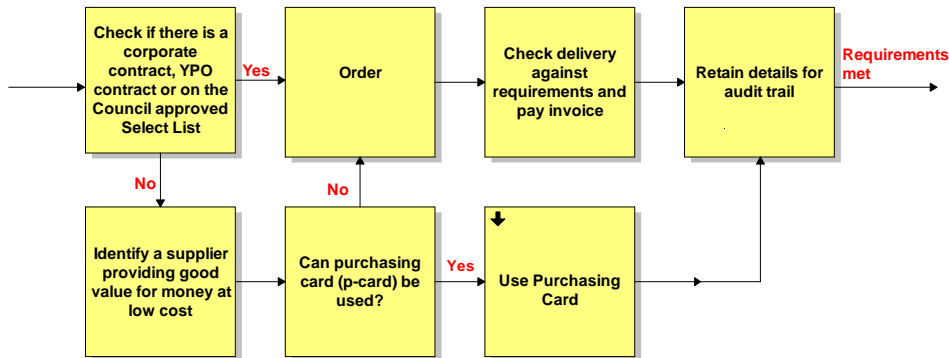 Check if there is a
corporate
contract, YPO
contract or on the
Council approved
Select List
Yes
Order
Check delivery
against
requirements and
pay invoice
Retain details for
audit trail
Requirements
met
No
No
Identify a supplier
providing good
value for money at
low cost
Can purchasing
card (p-card) be
used?
Yes
Use Purchasing
Card